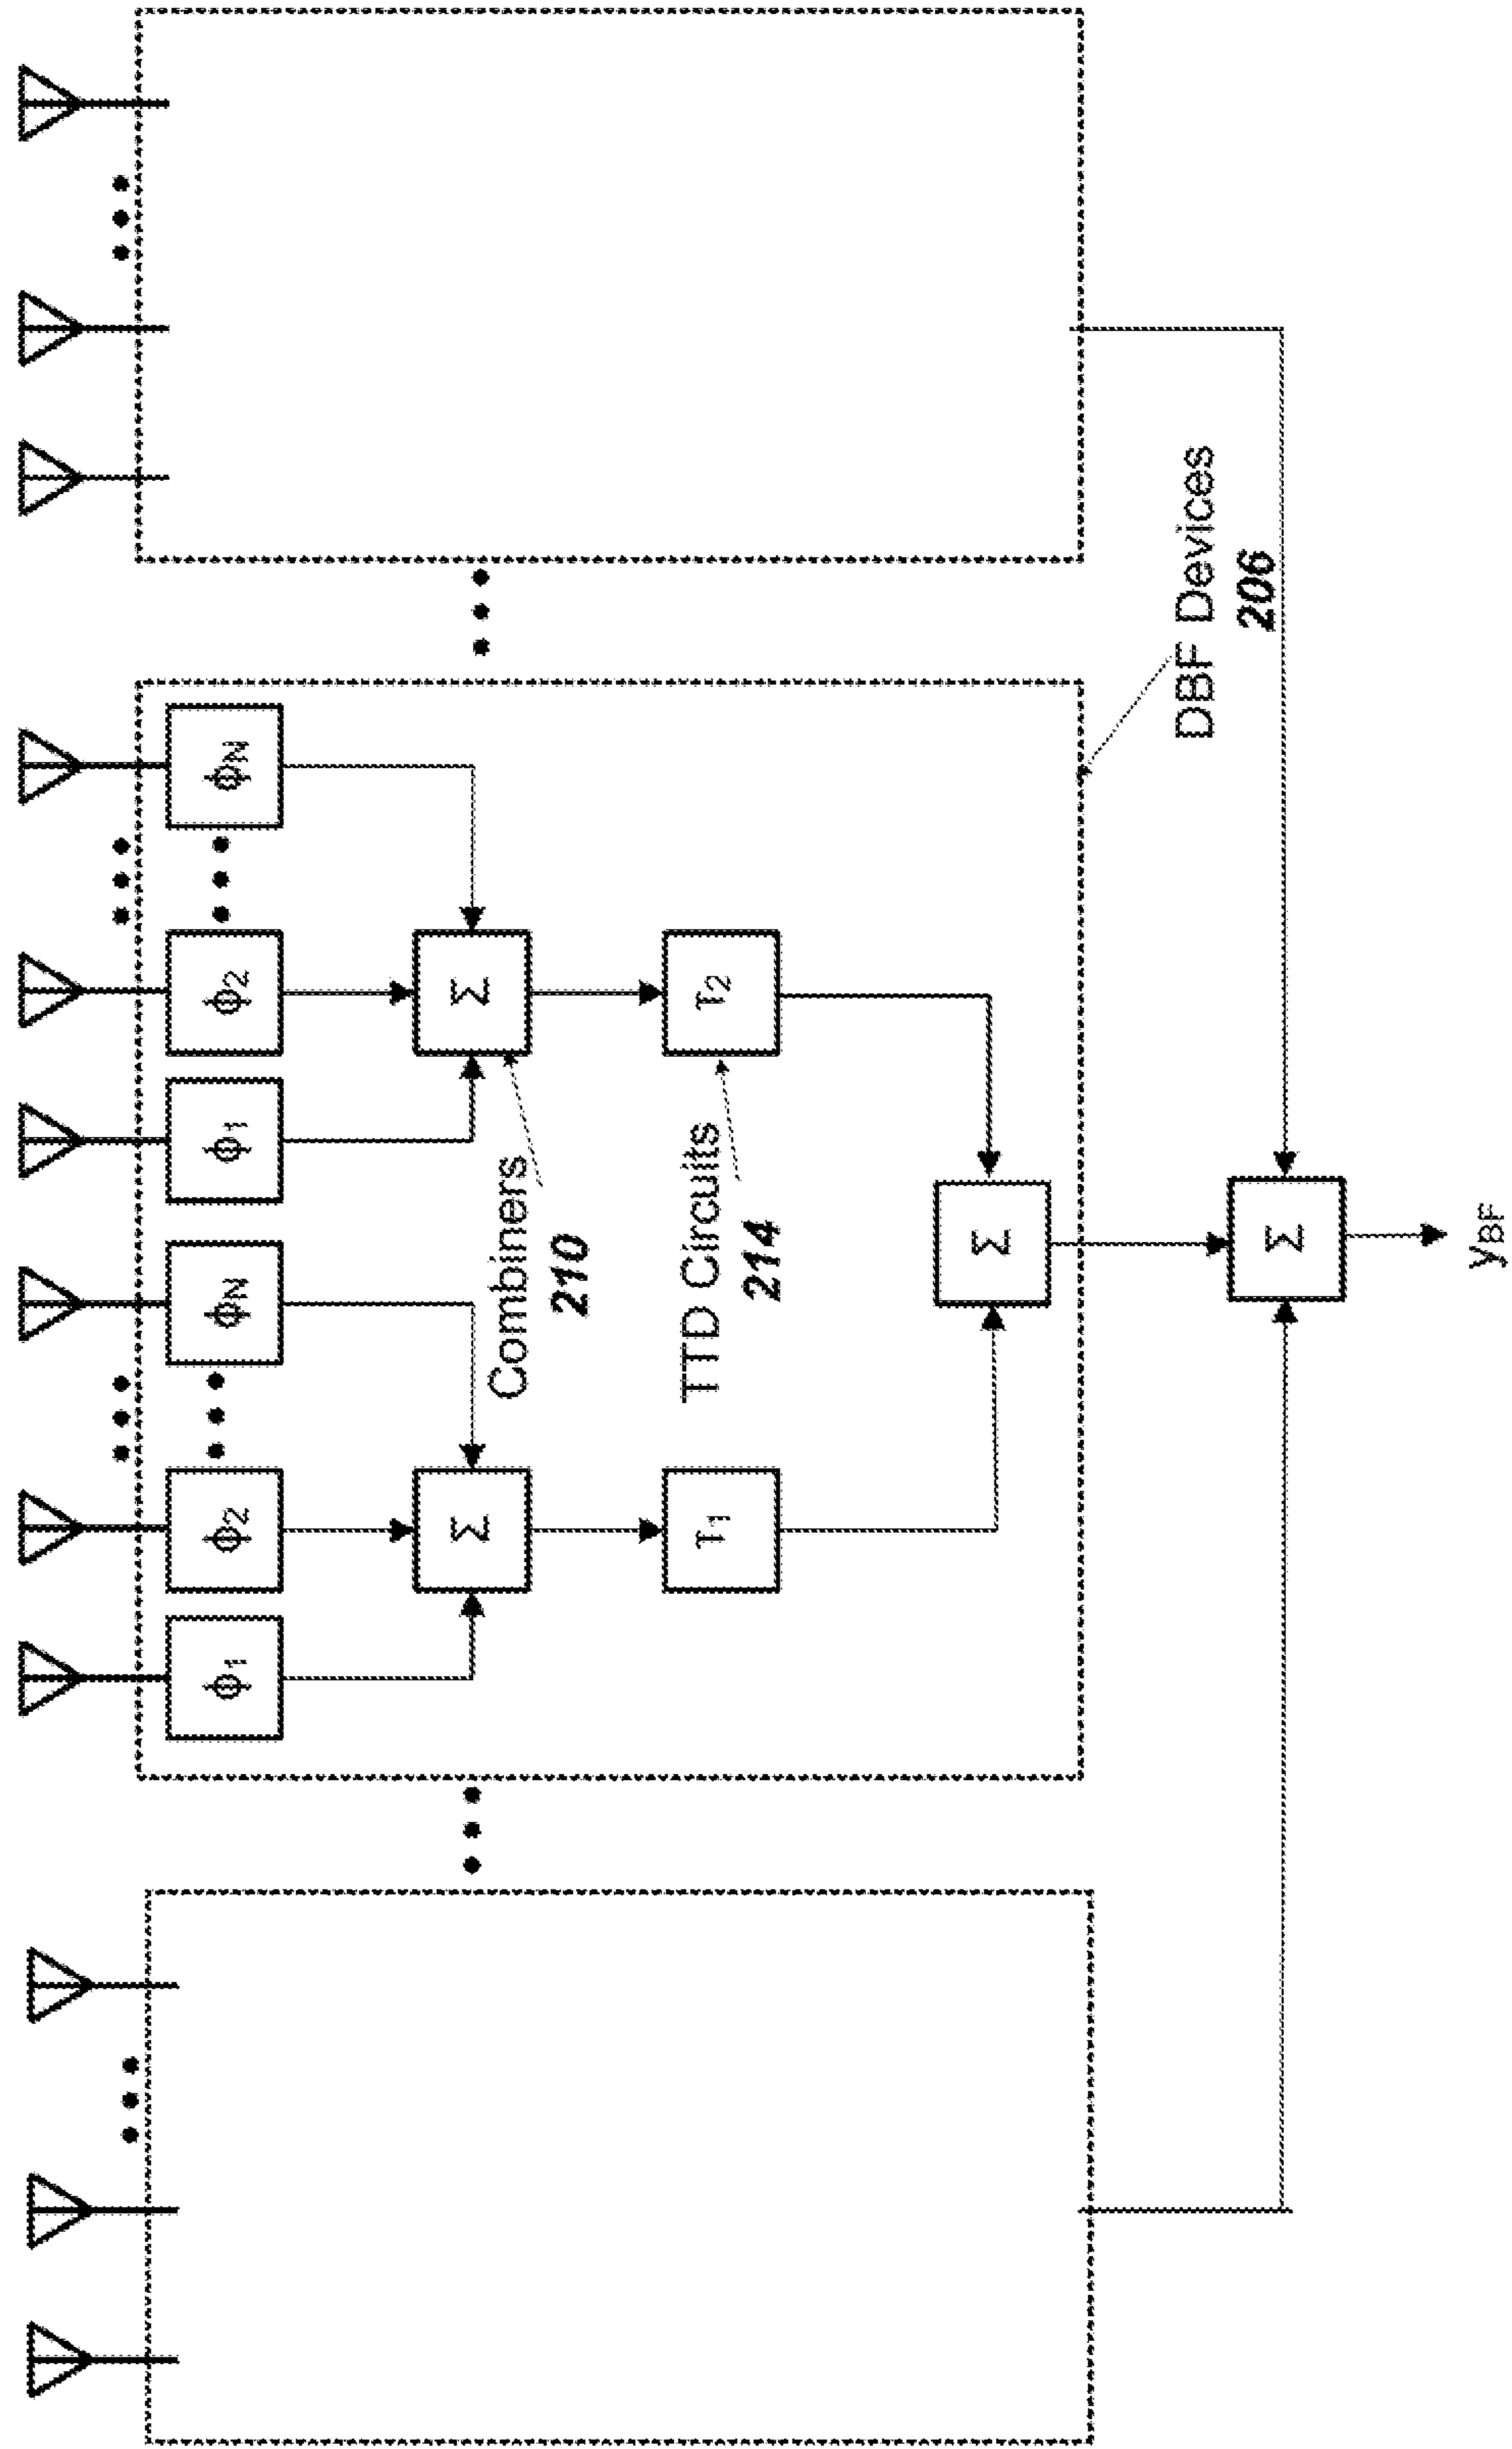 ϕ1
ϕ2
ϕN
ϕ1
ϕ2
ϕN
Σ
Σ
Combiners
210
τ1
τ2
TTD Circuits
214
Σ
DBF Devices
206
Σ
yBF